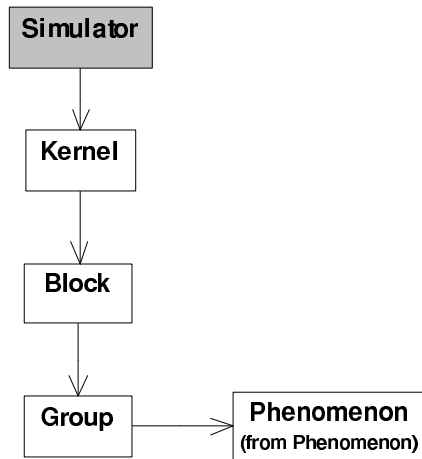 Simulator
Kernel
Block
Group
Phenomenon
(from Phenomenon)